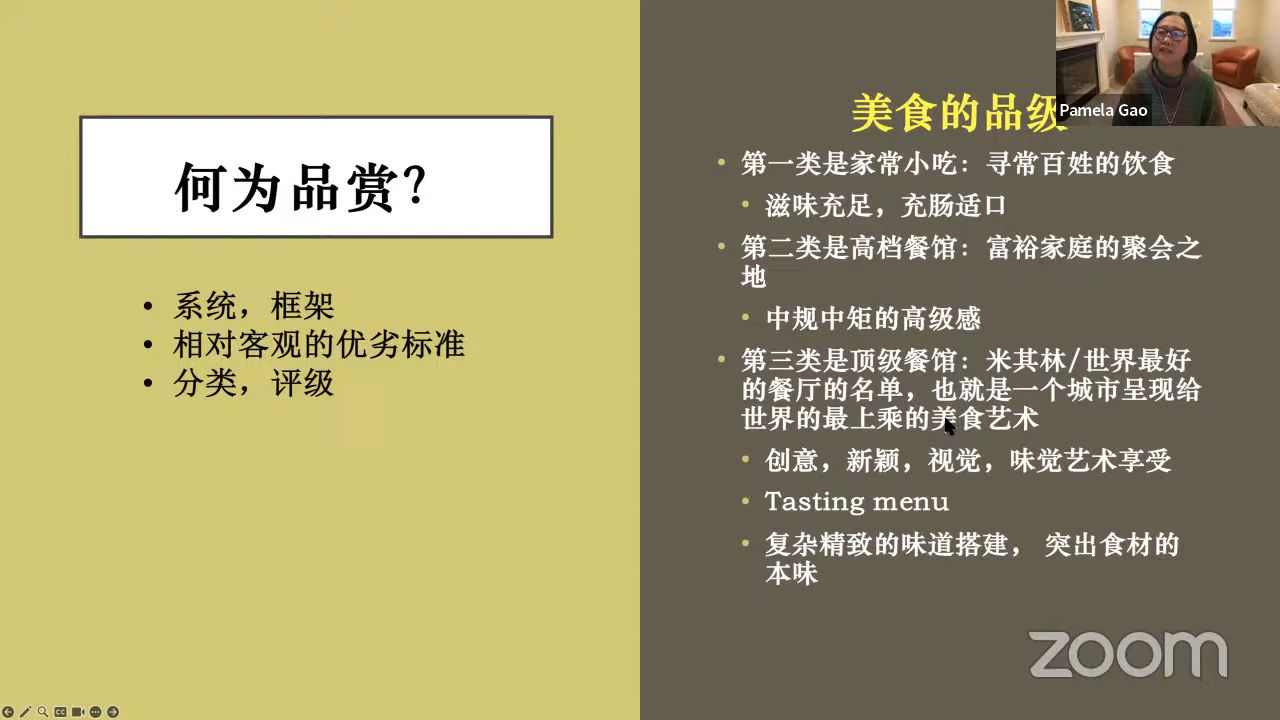 何为品赏？
• 系统，框架
• 相对客观的优劣标准
• 分类，评级
美食的品级
• 第一类是家常小吃：寻常百姓的饮食
• 滋味充足，充肠适口
• 第二类是高档餐馆：富裕家庭的聚会之
地
• 中规中矩的高级感
• 第三类是顶级餐馆：米其林/世界最好
的餐厅的名单，也就是一个城市呈现给
世界的最上乘的美食艺术
• 创意，新颖，视觉，味觉艺术享受
• Tasting menu
• 复杂精致的味道搭建， 突出食材的
本味
Pamela Gao
zoom